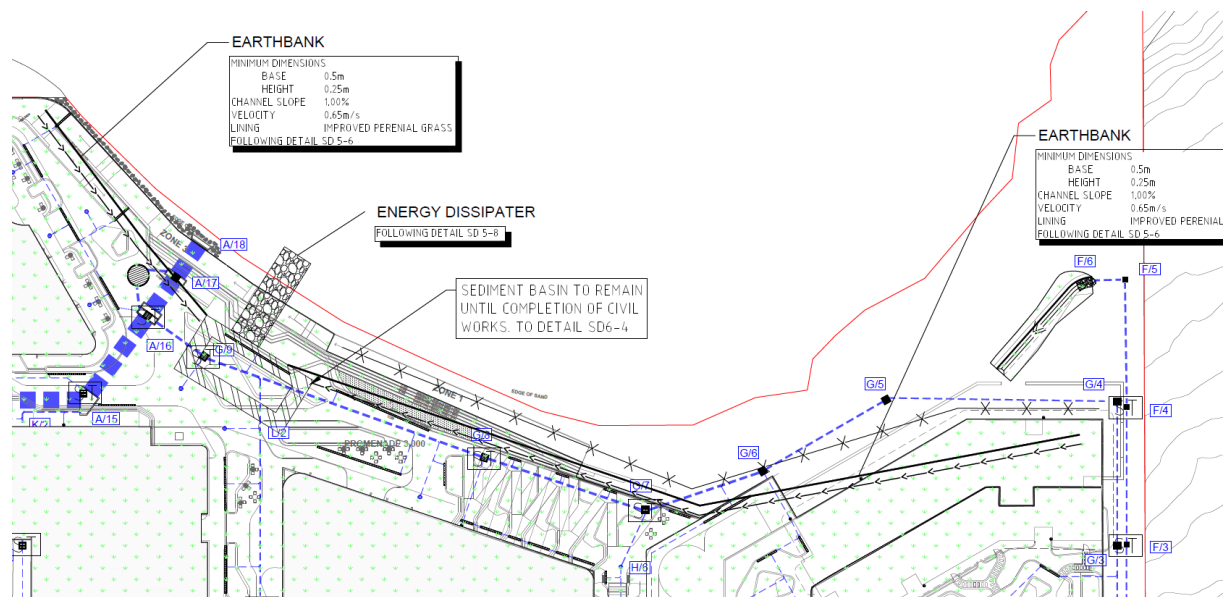 EARTHBANK
MINIMUM DIMENSIONS
BASE 0.5m
HEIGHT 0.25m
CHANNEL SLOPE 1.00%
VELOCITY 0.65m/s
LINING IMPROVED PERENIAL GRASS
FOLLOWING DETAIL SD 5-6
EARTHBANK
MINIMUM DIMENSIONS
BASE 0.5m
HEIGHT 0.25m
CHANNEL SLOPE 1.00%
VELOCITY 0.65m/s
LINING IMPROVED PERENIAL
FOLLOWING DETAIL SD 5-6
ENERGY DISSIPATER
FOLLOWING DETAIL SD 5-8
SEDIMENT BASIN TO REMAIN
UNTIL COMPLETION OF CIVIL
WORKS. TO DETAIL SD6-4
ZONE
A/18
A/17
A/16
G/9
A/15
K/2
L/2
ZONE 1
EDGE OF SAND
PROMENADE 3,000
G/8
G/7
H/6
G/6
G/5
F/6
F/5
G/4
F/4
G/3
F/3